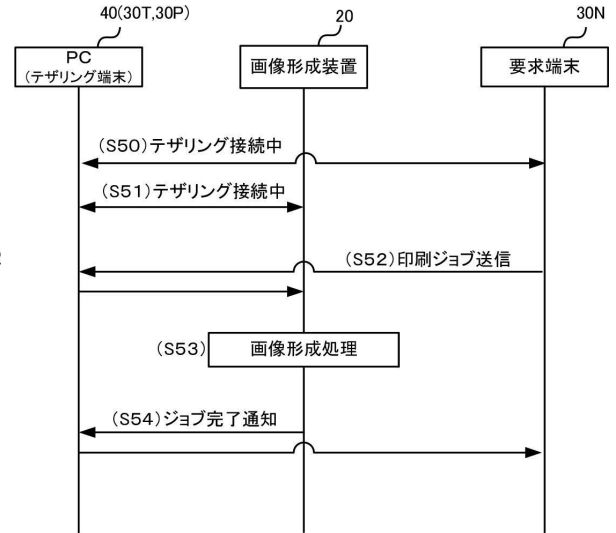 40(30T,30P)
20
30N
PC
(テザリング端末)
画像形成装置
要求端末
(S50)テザリング接続中
(S51)テザリング接続中
(S52)印刷ジョブ送信
(S53)
画像形成処理
(S54)ジョブ完了通知